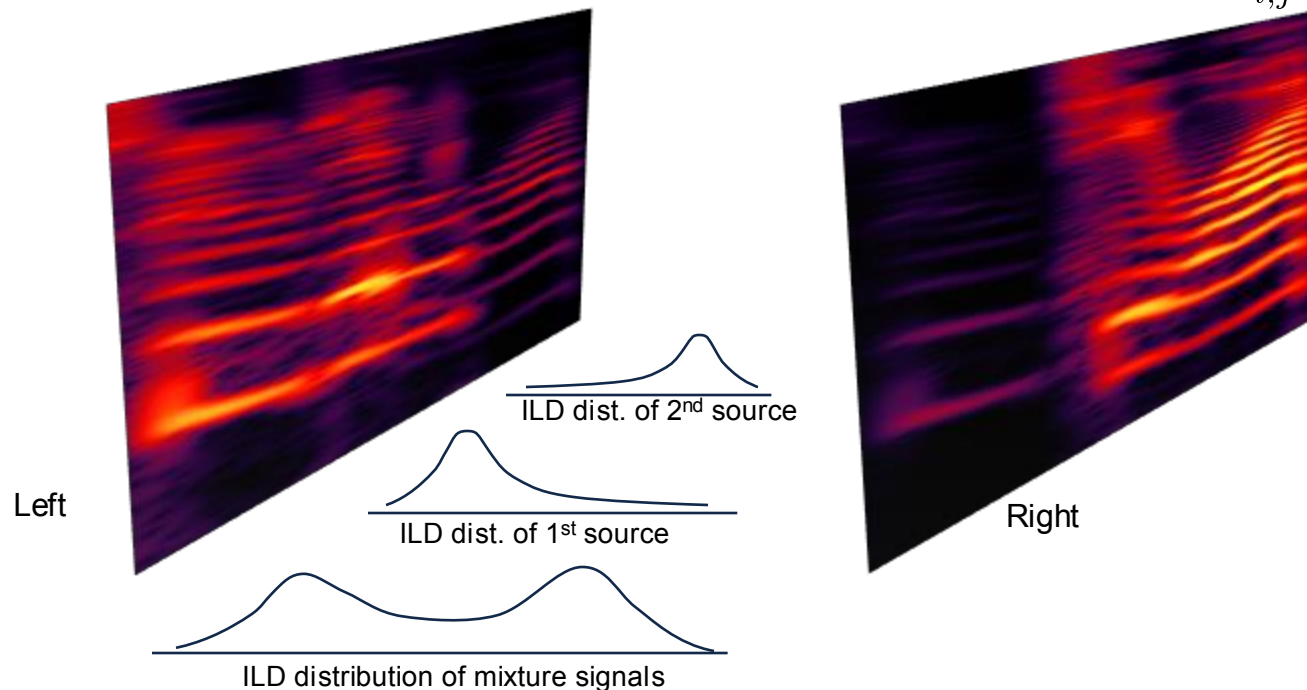 ILD dist. of 2nd source
Left
ILD dist. of 1st source
Right
ILD distribution of mixture signals